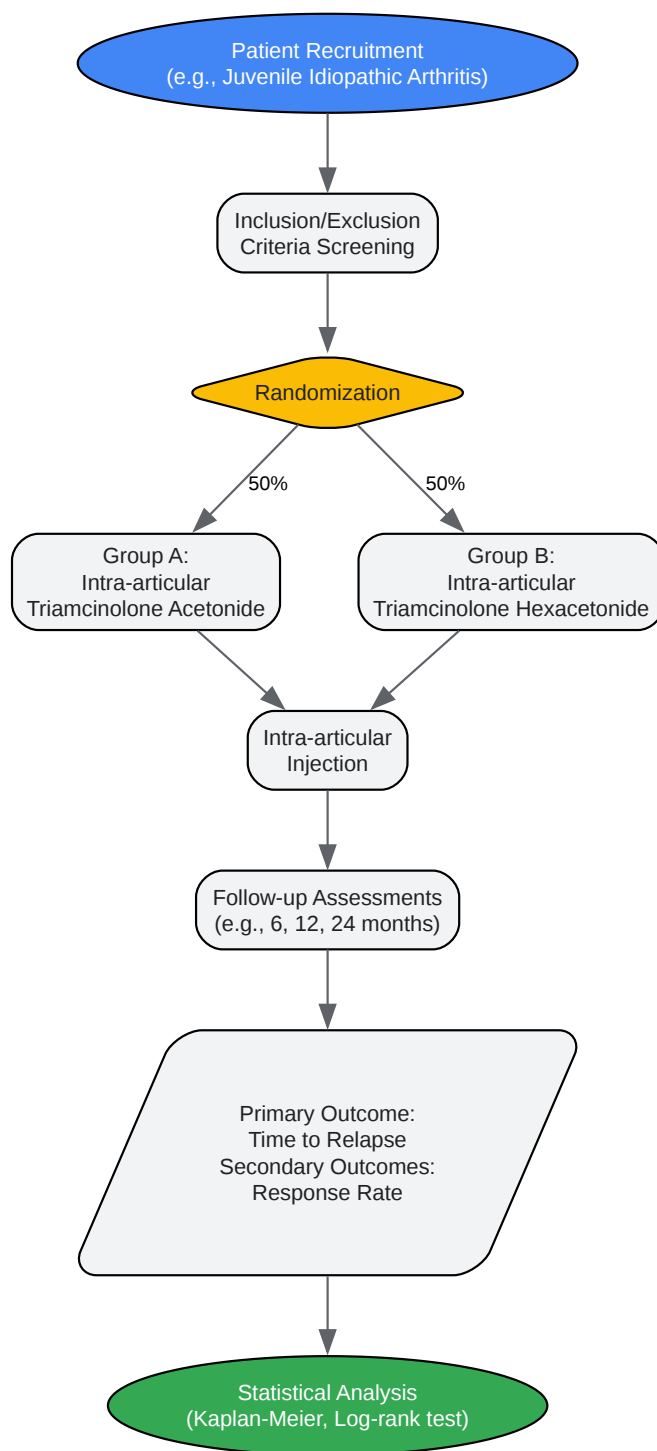 Patient Recruitment
(e.g., Juvenile Idiopathic Arthritis)
Inclusion/Exclusion
Criteria Screening
Randomization
50%
50%
Group A:
Intra-articular
Triamcinolone Acetonide
Group B:
Intra-articular
Triamcinolone Hexacetonide
Intra-articular
Injection
Follow-up Assessments
(e.g., 6, 12, 24 months)
Primary Outcome:
Time to Relapse
Secondary Outcomes:
Response Rate
Statistical Analysis
(Kaplan-Meier, Log-rank test)